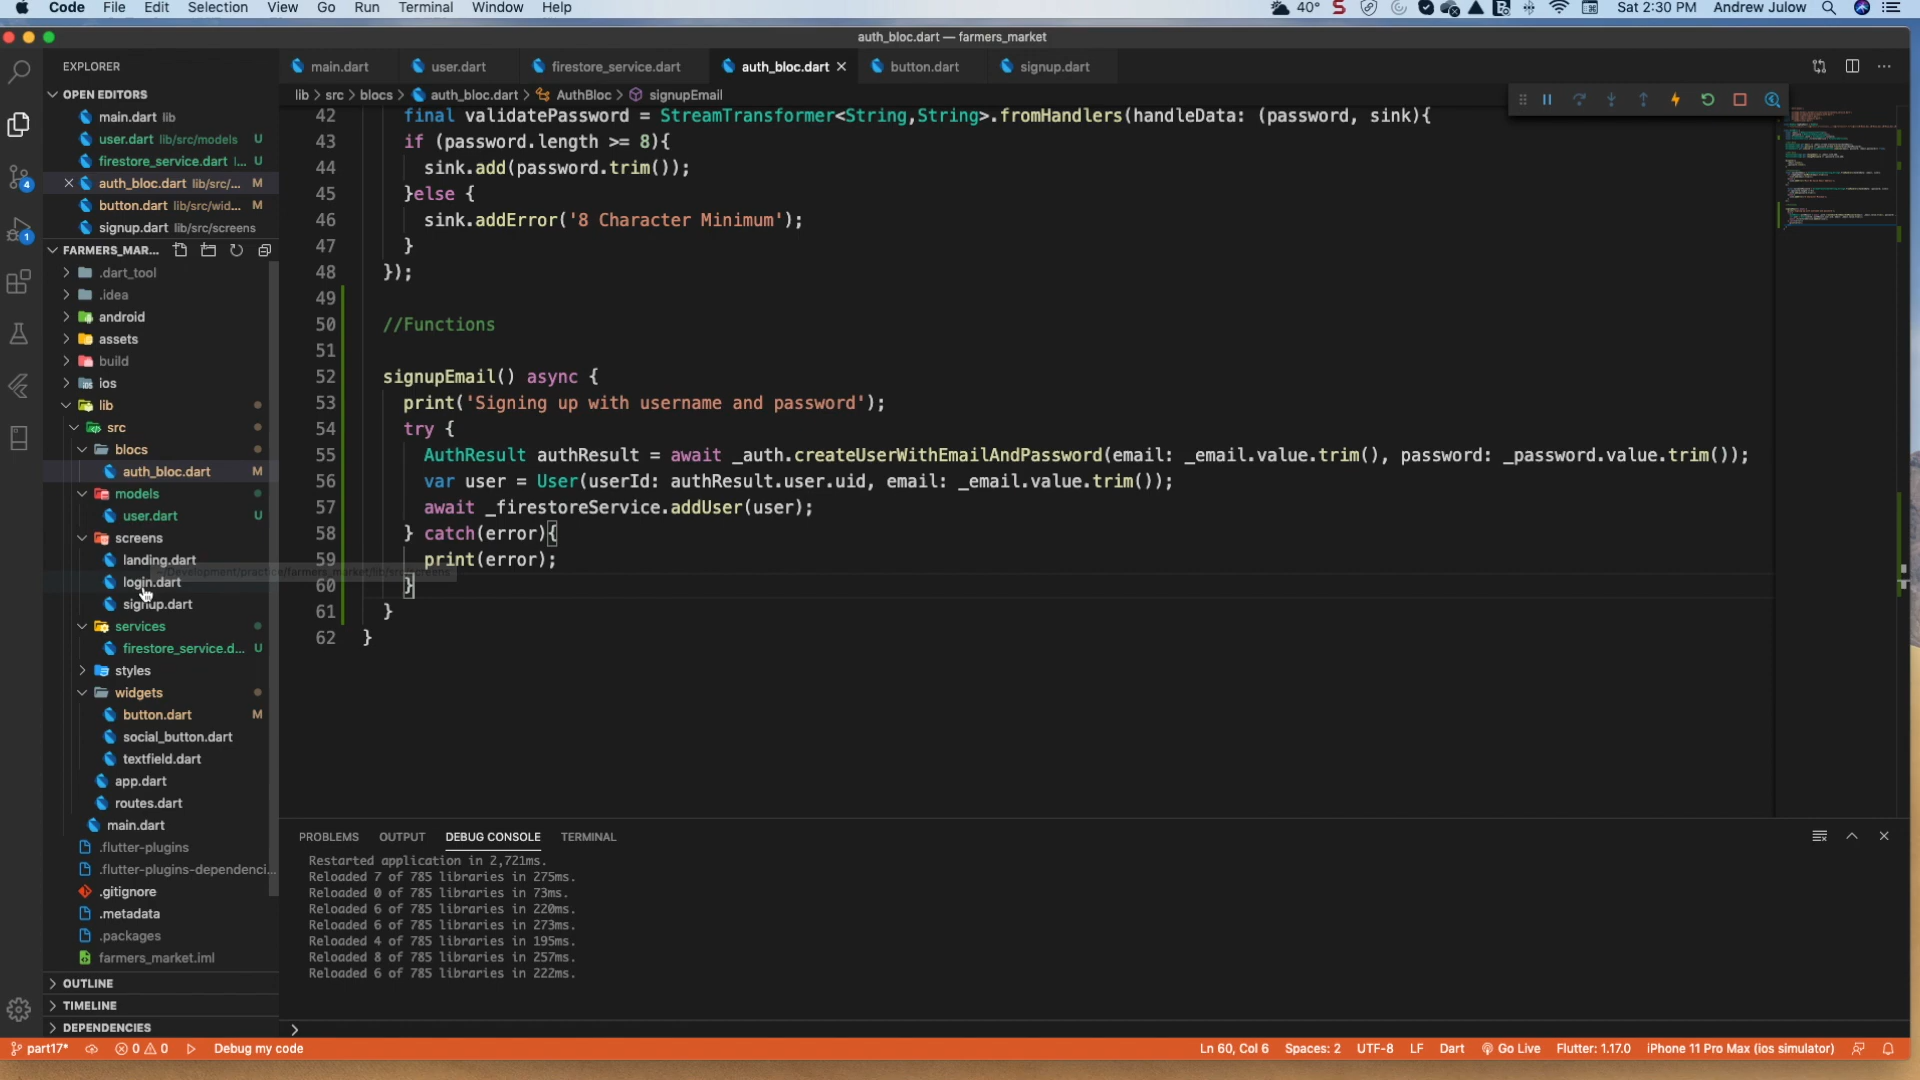 Code File Edit Selection View Go Run Terminal Window Help 40° Sat 2:30 PM Andrew Julow
auth_bloc.dart — farmers_market
EXPLORER
main.dart user.dart firestore_service.dart auth_bloc.dart button.dart signup.dart
lib > src > blocs > auth_bloc.dart > AuthBloc > signupEmail
OPEN EDITORS
main.dart lib
user.dart lib/src/models U
firestore_service.dart l... U
auth_bloc.dart lib/src/... M
button.dart lib/src/wid... M
signup.dart lib/src/screens
FARMERS_MAR...
.dart_tool
.idea
android
assets
build
ios
lib
src
blocs
auth_bloc.dart M
models
user.dart U
screens
landing.dart
login.dart
signup.dart
services
firestore_service.d... U
styles
widgets
button.dart M
social_button.dart
textfield.dart
app.dart
routes.dart
main.dart
.flutter-plugins
.flutter-plugins-dependenci...
.gitignore
.metadata
.packages
farmers_market.iml
OUTLINE
TIMELINE
DEPENDENCIES
4
1
42 final validatePassword = StreamTransformer<String,String>.fromHandlers(handleData: (password, sink){
43 if (password.length >= 8){
44 sink.add(password.trim());
45 }else {
46 sink.addError('8 Character Minimum');
47 }
48 });
49
50 //Functions
51
52 signupEmail() async {
53 print('Signing up with username and password');
54 try {
55 AuthResult authResult = await _auth.createUserWithEmailAndPassword(email: _email.value.trim(), password: _password.value.trim());
56 var user = User(userId: authResult.user.uid, email: _email.value.trim());
57 await _firestoreService.addUser(user);
58 } catch(error){
59 print(error);
60 }
61 }
62 }
~/Development/practice/farmers_market/lib/src/screens
PROBLEMS OUTPUT DEBUG CONSOLE TERMINAL
Restarted application in 2,721ms.
Reloaded 7 of 785 libraries in 275ms.
Reloaded 0 of 785 libraries in 73ms.
Reloaded 6 of 785 libraries in 220ms.
Reloaded 6 of 785 libraries in 273ms.
Reloaded 4 of 785 libraries in 195ms.
Reloaded 8 of 785 libraries in 257ms.
Reloaded 6 of 785 libraries in 222ms.
>
part17* 0 0 Debug my code Ln 60, Col 6 Spaces: 2 UTF-8 LF Dart Go Live Flutter: 1.17.0 iPhone 11 Pro Max (ios simulator)